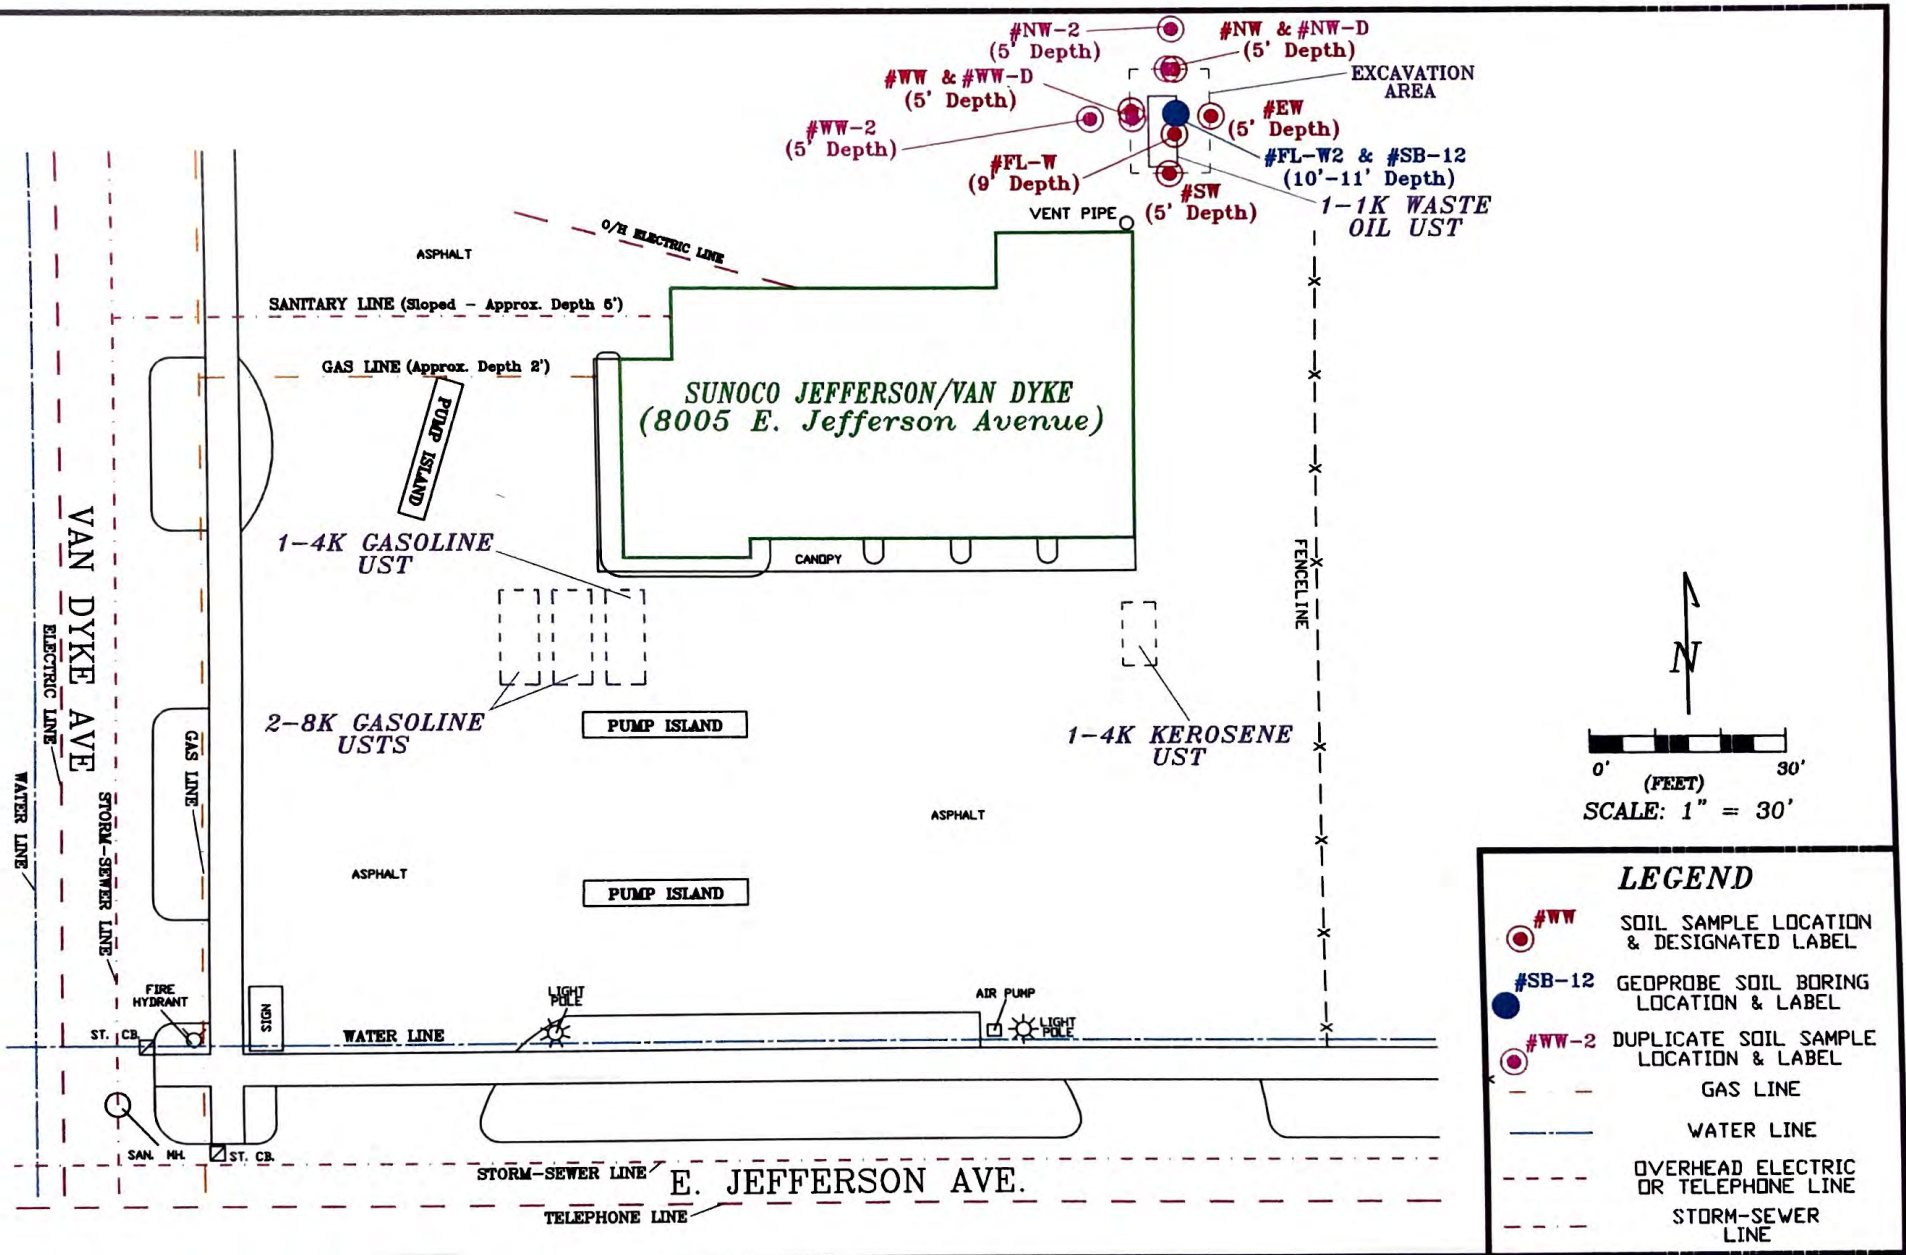 #NW-2
(5' Depth)
#NW & #NW-D
(5' Depth)
#WW & #WW-D
(5' Depth)
EXCAVATION
AREA
#EW
(5' Depth)
#WW-2
(5' Depth)
#FL-W
(9' Depth)
#FL-W2 & #SB-12
(10'-11' Depth)
#SW
(5' Depth)
1-1K WASTE
OIL UST
VENT PIPE
O/H ELECTRIC LINE
ASPHALT
SANITARY LINE (Sloped - Approx. Depth 6')
GAS LINE (Approx. Depth 2')
PUMP ISLAND
SUNOCO JEFFERSON/VAN DYKE
(8005 E. Jefferson Avenue)
1-4K GASOLINE
UST
CANOPY
FENCELINE
VAN DYKE AVE
ELECTRIC LINE
WATER LINE
STORM-SEWER LINE
GAS LINE
2-8K GASOLINE
USTS
PUMP ISLAND
1-4K KEROSENE
UST
N
0'
30'
(FEET)
SCALE: 1" = 30'
ASPHALT
ASPHALT
PUMP ISLAND
FIRE
HYDRANT
ST. CB.
SIGN
WATER LINE
LIGHT
POLE
AIR PUMP
LIGHT
POLE
SAN. MH.
ST. CB.
STORM-SEWER LINE
E. JEFFERSON AVE.
TELEPHONE LINE
LEGEND
#WW
SOIL SAMPLE LOCATION
& DESIGNATED LABEL
#SB-12
GEOPROBE SOIL BORING
LOCATION & LABEL
#WW-2
DUPLICATE SOIL SAMPLE
LOCATION & LABEL
GAS LINE
WATER LINE
OVERHEAD ELECTRIC
OR TELEPHONE LINE
STORM-SEWER
LINE